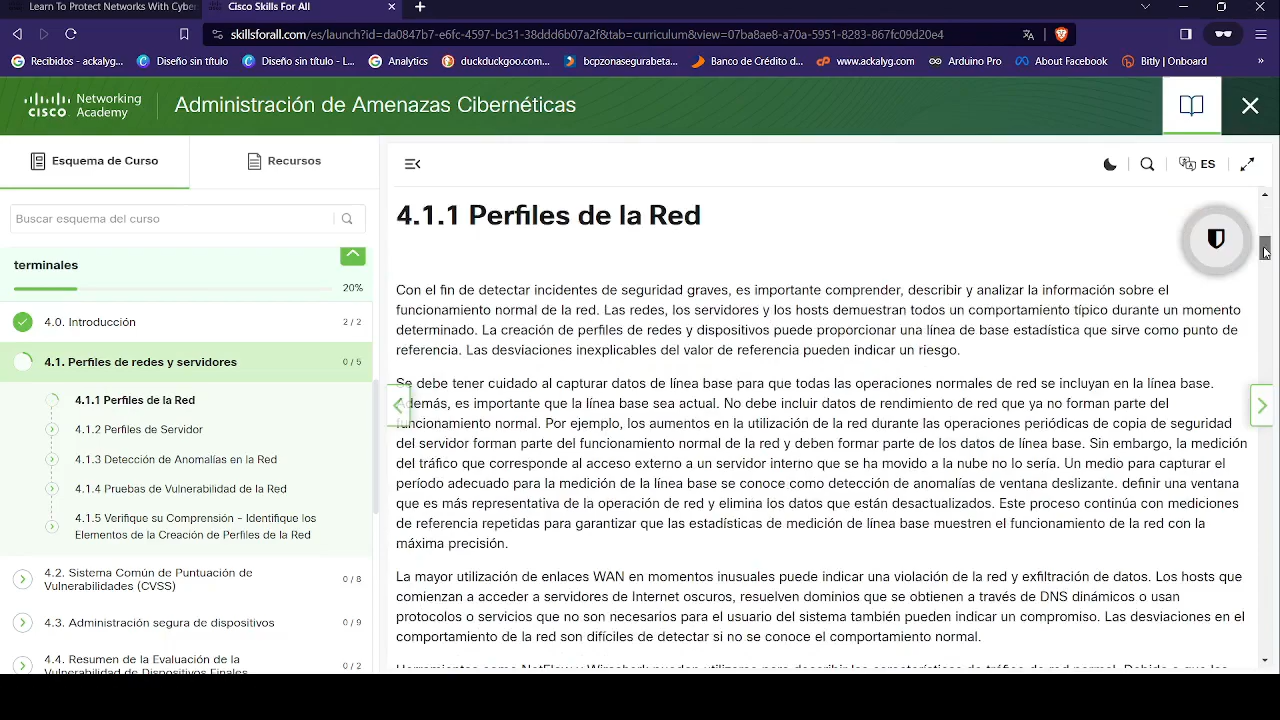 Learn To Protect Networks With Cyber
Cisco Skills For All
skillsforall.com/es/launch?id=da0847b7-e6fc-4597-bc31-38ddd6b07a2f&tab=curriculum&view=07ba8ae8-a70a-5951-8283-867fc09d20e4
Recibidos - ackalyg...
Diseño sin título
Diseño sin título - L...
Analytics
duckduckgoo.com...
bcpzonasegurabeta...
Banco de Crédito d...
www.ackalyg.com
Arduino Pro
About Facebook
Bitly | Onboard
»
cisco Networking Academy
Administración de Amenazas Cibernéticas
Esquema de Curso
Recursos
ES
Buscar esquema del curso
terminales
20%
4.0. Introducción 2 / 2
4.1. Perfiles de redes y servidores 0 / 5
4.1.1 Perfiles de la Red
4.1.2 Perfiles de Servidor
4.1.3 Detección de Anomalías en la Red
4.1.4 Pruebas de Vulnerabilidad de la Red
4.1.5 Verifique su Comprensión - Identifique los
Elementos de la Creación de Perfiles de la Red
4.2. Sistema Común de Puntuación de
Vulnerabilidades (CVSS) 0 / 8
4.3. Administración segura de dispositivos 0 / 9
4.4. Resumen de la Evaluación de la 0 / 2
Vulnerabilidad de Dispositivos Finales
4.1.1 Perfiles de la Red
Con el fin de detectar incidentes de seguridad graves, es importante comprender, describir y analizar la información sobre el
funcionamiento normal de la red. Las redes, los servidores y los hosts demuestran todos un comportamiento típico durante un momento
determinado. La creación de perfiles de redes y dispositivos puede proporcionar una línea de base estadística que sirve como punto de
referencia. Las desviaciones inexplicables del valor de referencia pueden indicar un riesgo.
Se debe tener cuidado al capturar datos de línea base para que todas las operaciones normales de red se incluyan en la línea base.
Además, es importante que la línea base sea actual. No debe incluir datos de rendimiento de red que ya no forman parte del
funcionamiento normal. Por ejemplo, los aumentos en la utilización de la red durante las operaciones periódicas de copia de seguridad
del servidor forman parte del funcionamiento normal de la red y deben formar parte de los datos de línea base. Sin embargo, la medición
del tráfico que corresponde al acceso externo a un servidor interno que se ha movido a la nube no lo sería. Un medio para capturar el
período adecuado para la medición de la línea base se conoce como detección de anomalías de ventana deslizante. definir una ventana
que es más representativa de la operación de red y elimina los datos que están desactualizados. Este proceso continúa con mediciones
de referencia repetidas para garantizar que las estadísticas de medición de línea base muestren el funcionamiento de la red con la
máxima precisión.
La mayor utilización de enlaces WAN en momentos inusuales puede indicar una violación de la red y exfiltración de datos. Los hosts que
comienzan a acceder a servidores de Internet oscuros, resuelven dominios que se obtienen a través de DNS dinámicos o usan
protocolos o servicios que no son necesarios para el usuario del sistema también pueden indicar un compromiso. Las desviaciones en el
comportamiento de la red son difíciles de detectar si no se conoce el comportamiento normal.